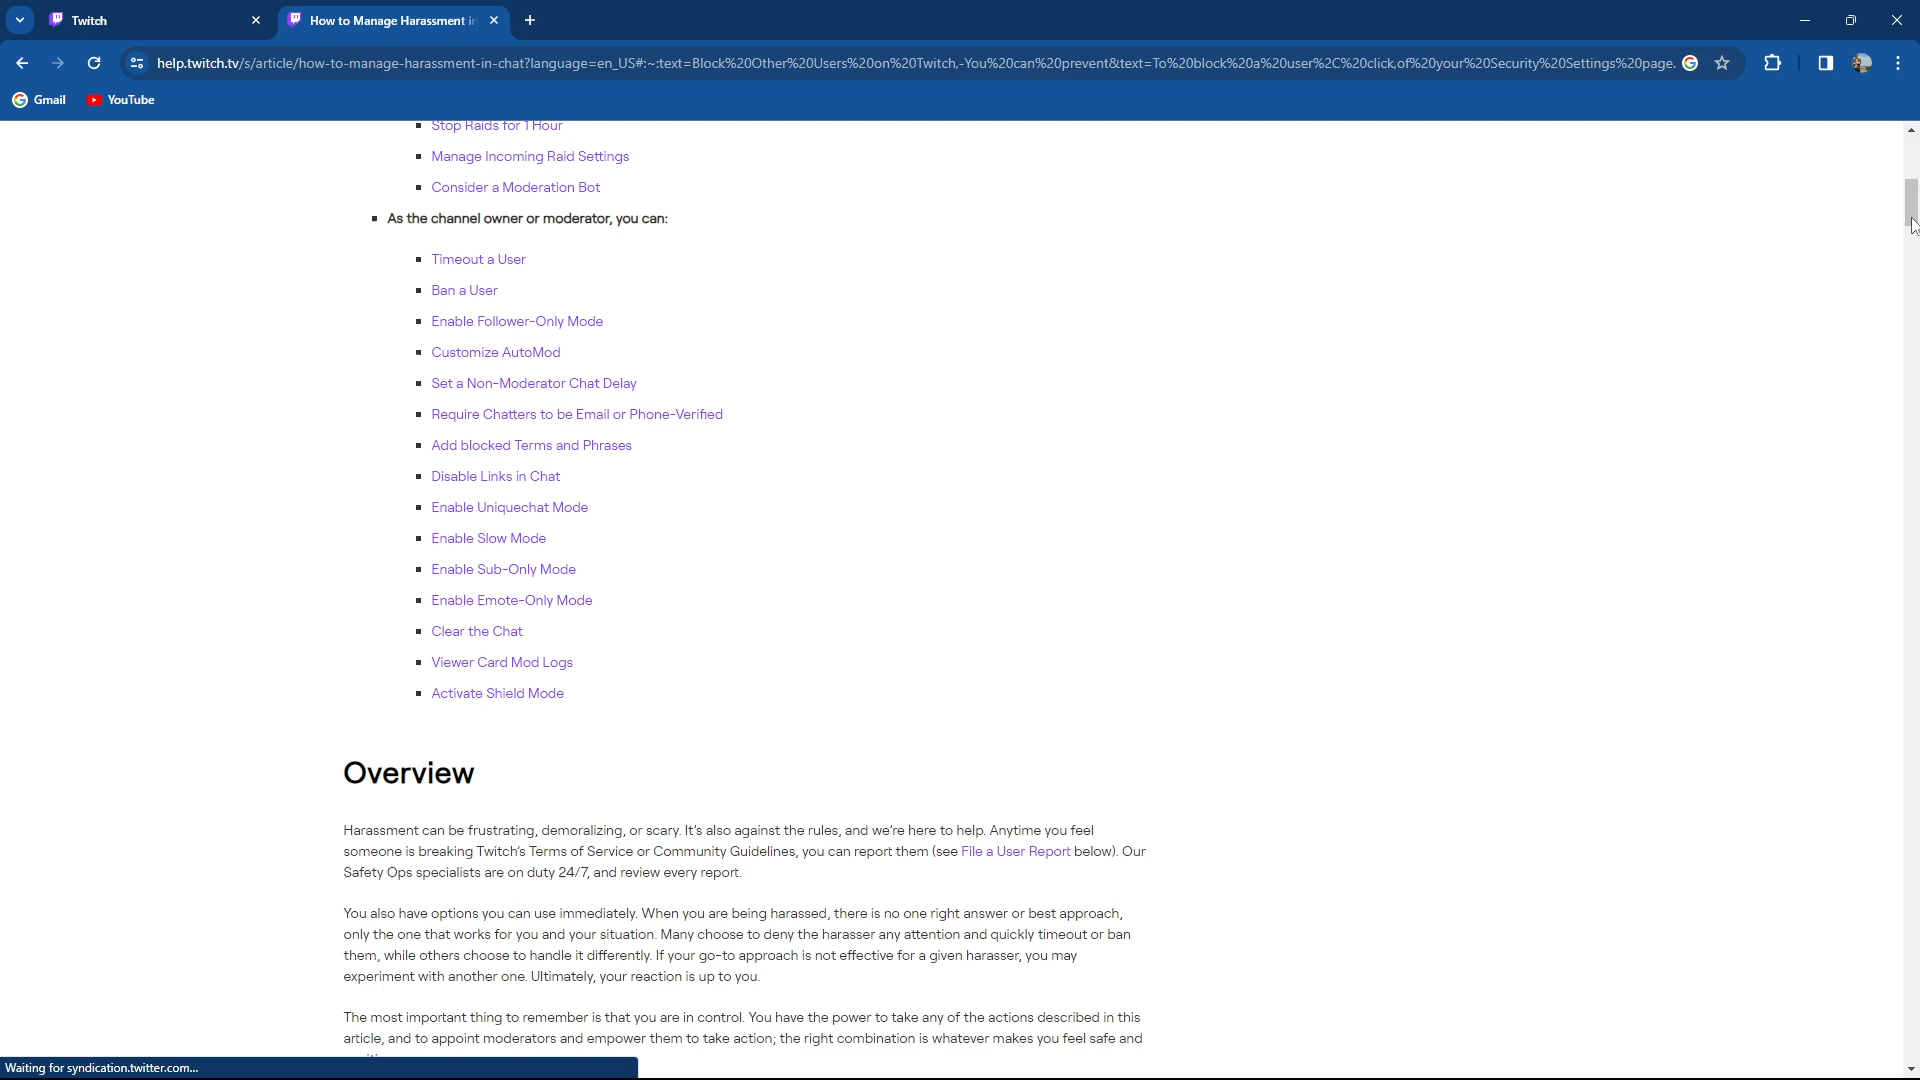 Twitch
How to Manage Harassment in
help.twitch.tv/s/article/how-to-manage-harassment-in-chat?language=en_US#:~:text=Block%20Other%20Users%20on%20Twitch,-You%20can%20prevent&text=To%20block%20a%20user%2C%20click,of%20your%20Security%20Settings%20page.
Gmail
YouTube
Stop Raids for 1 Hour
Manage Incoming Raid Settings
Consider a Moderation Bot
As the channel owner or moderator, you can:
Timeout a User
Ban a User
Enable Follower-Only Mode
Customize AutoMod
Set a Non-Moderator Chat Delay
Require Chatters to be Email or Phone-Verified
Add blocked Terms and Phrases
Disable Links in Chat
Enable Uniquechat Mode
Enable Slow Mode
Enable Sub-Only Mode
Enable Emote-Only Mode
Clear the Chat
Viewer Card Mod Logs
Activate Shield Mode
Overview
Harassment can be frustrating, demoralizing, or scary. It's also against the rules, and we're here to help. Anytime you feel
someone is breaking Twitch's Terms of Service or Community Guidelines, you can report them (see File a User Report below). Our
Safety Ops specialists are on duty 24/7, and review every report.
You also have options you can use immediately. When you are being harassed, there is no one right answer or best approach,
only the one that works for you and your situation. Many choose to deny the harasser any attention and quickly timeout or ban
them, while others choose to handle it differently. If your go-to approach is not effective for a given harasser, you may
experiment with another one. Ultimately, your reaction is up to you.
The most important thing to remember is that you are in control. You have the power to take any of the actions described in this
article, and to appoint moderators and empower them to take action; the right combination is whatever makes you feel safe and
Waiting for syndication.twitter.com...